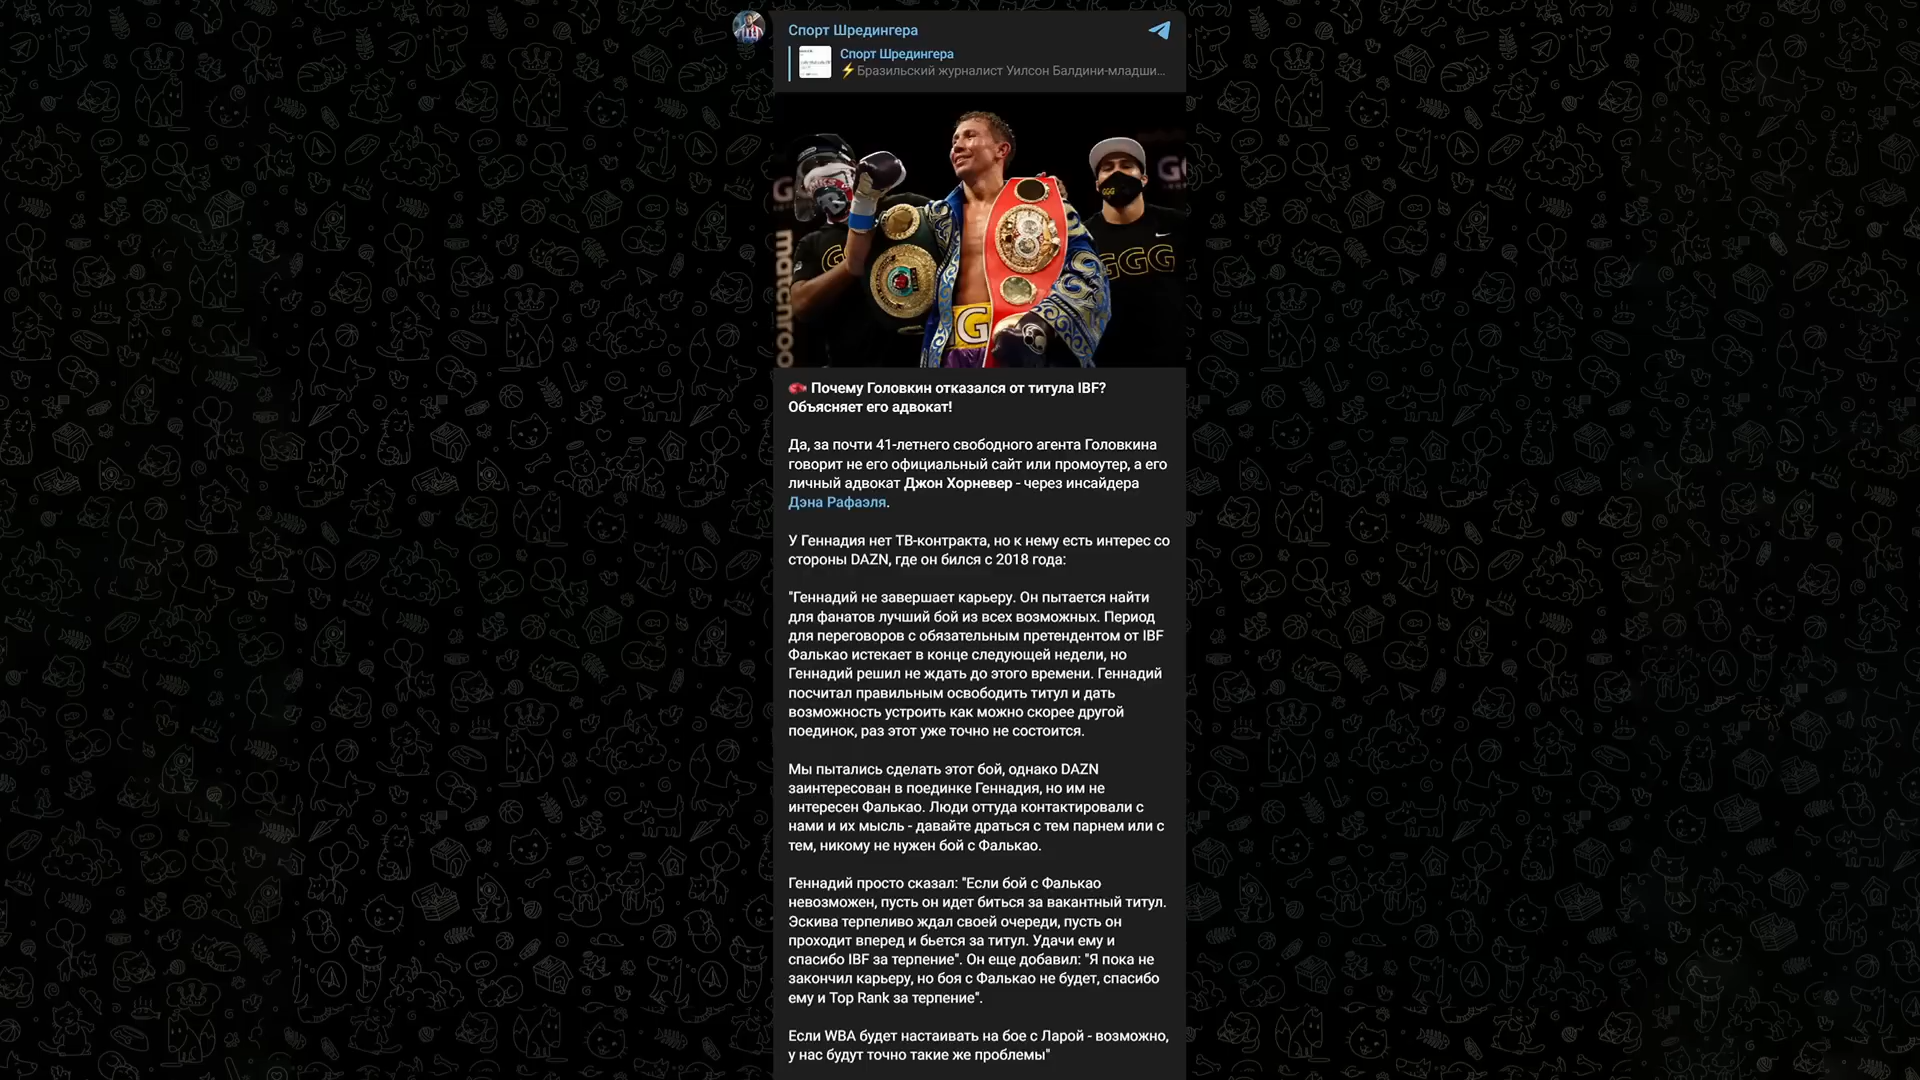 Спорт Шредингера
Спорт Шредингера
⚡Бразильский журналист Уилсон Балдини-младши...
GGG
matchroo
G
GGG
🥊 Почему Головкин отказался от титула IBF?
Объясняет его адвокат!
Да, за почти 41-летнего свободного агента Головкина
говорит не его официальный сайт или промоутер, а его
личный адвокат Джон Хорневер - через инсайдера
Дэна Рафаэля.
У Геннадия нет ТВ-контракта, но к нему есть интерес со
стороны DAZN, где он бился с 2018 года:
"Геннадий не завершает карьеру. Он пытается найти
для фанатов лучший бой из всех возможных. Период
для переговоров с обязательным претендентом от IBF
Фалькао истекает в конце следующей недели, но
Геннадий решил не ждать до этого времени. Геннадий
посчитал правильным освободить титул и дать
возможность устроить как можно скорее другой
поединок, раз этот уже точно не состоится.
Мы пытались сделать этот бой, однако DAZN
заинтересован в поединке Геннадия, но им не
интересен Фалькао. Люди оттуда контактировали с
нами и их мысль - давайте драться с тем парнем или с
тем, никому не нужен бой с Фалькао.
Геннадий просто сказал: "Если бой с Фалькао
невозможен, пусть он идет биться за вакантный титул.
Эскива терпеливо ждал своей очереди, пусть он
проходит вперед и бьется за титул. Удачи ему и
спасибо IBF за терпение". Он еще добавил: "Я пока не
закончил карьеру, но боя с Фалькао не будет, спасибо
ему и Top Rank за терпение".
Если WBA будет настаивать на бое с Ларой - возможно,
у нас будут точно такие же проблемы"